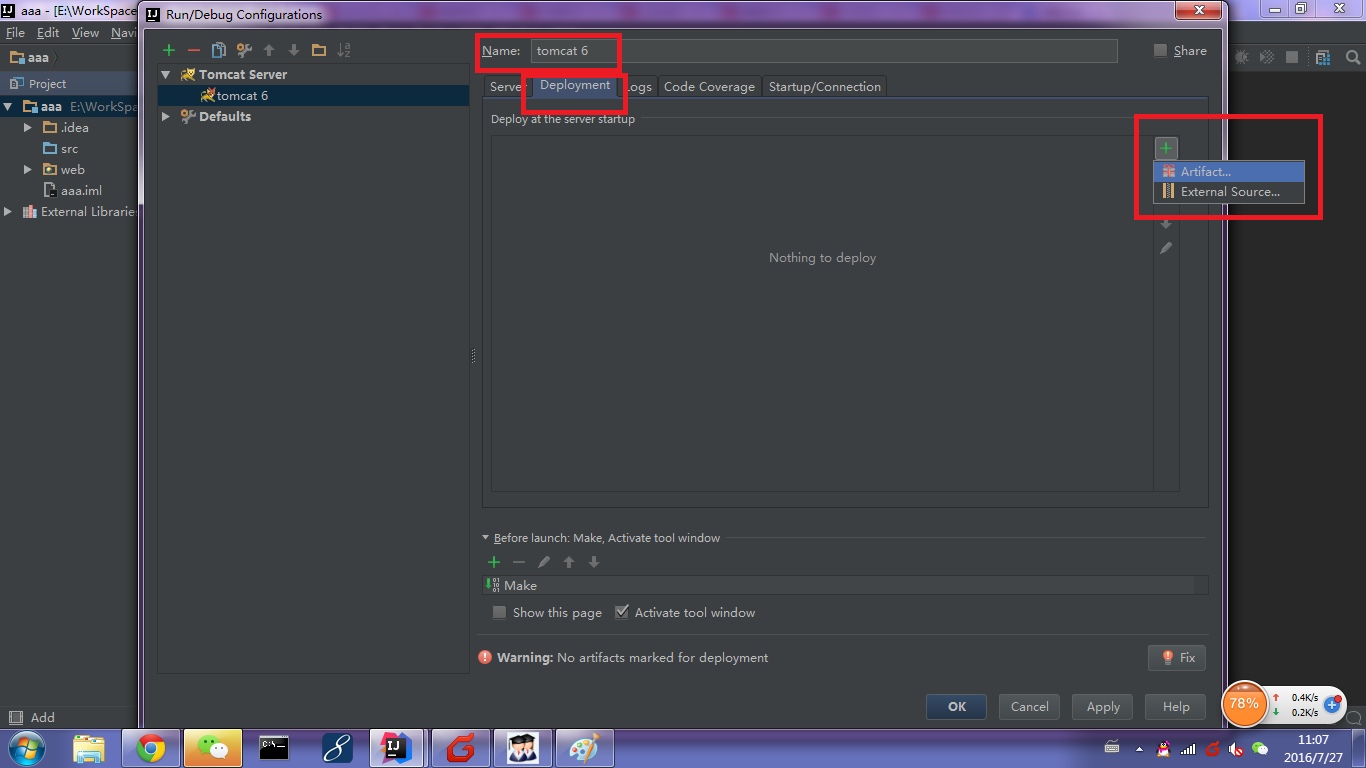 aaa - [E:\WorkSpace
Run/Debug Configurations
File Edit View Navi
aaa
Name: tomcat 6
Share
Project
Tomcat Server
Server Deployment Logs Code Coverage Startup/Connection
aaa E:\WorkSpa
tomcat 6
.idea
Defaults
Deploy at the server startup
src
web
Artifact...
aaa.iml
External Source...
External Libraries
Nothing to deploy
Before launch: Make, Activate tool window
Make
Show this page Activate tool window
Warning: No artifacts marked for deployment
Fix
OK Cancel Apply Help
78%
0.4K/s
0.2K/s
Add
11:07
2016/7/27